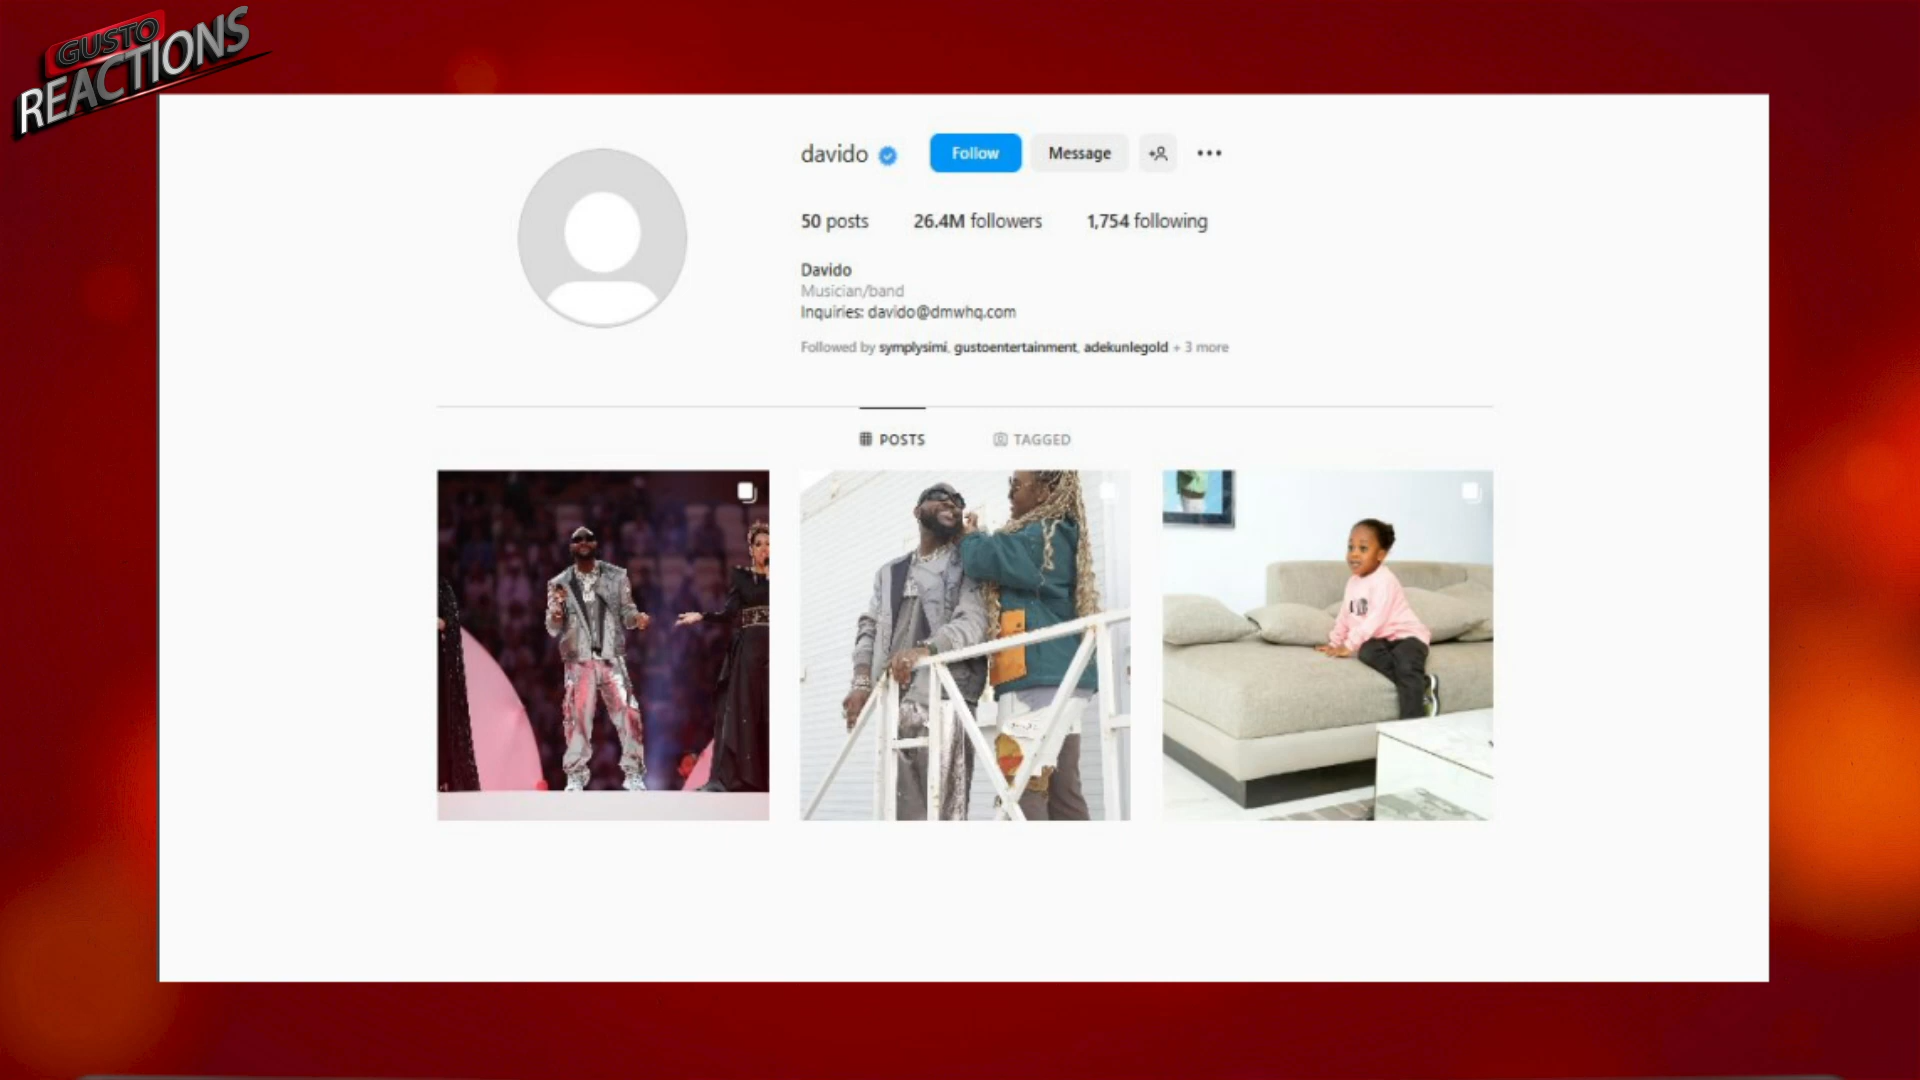 GUSTO
REACTIONS
davido
Follow
Message
50 posts
26.4M followers
1,754 following
Davido
Musician/band
Inquiries: davido@dmwhq.com
Followed by symplysimi, gustoentertainment, adekunlegold + 3 more
POSTS
TAGGED